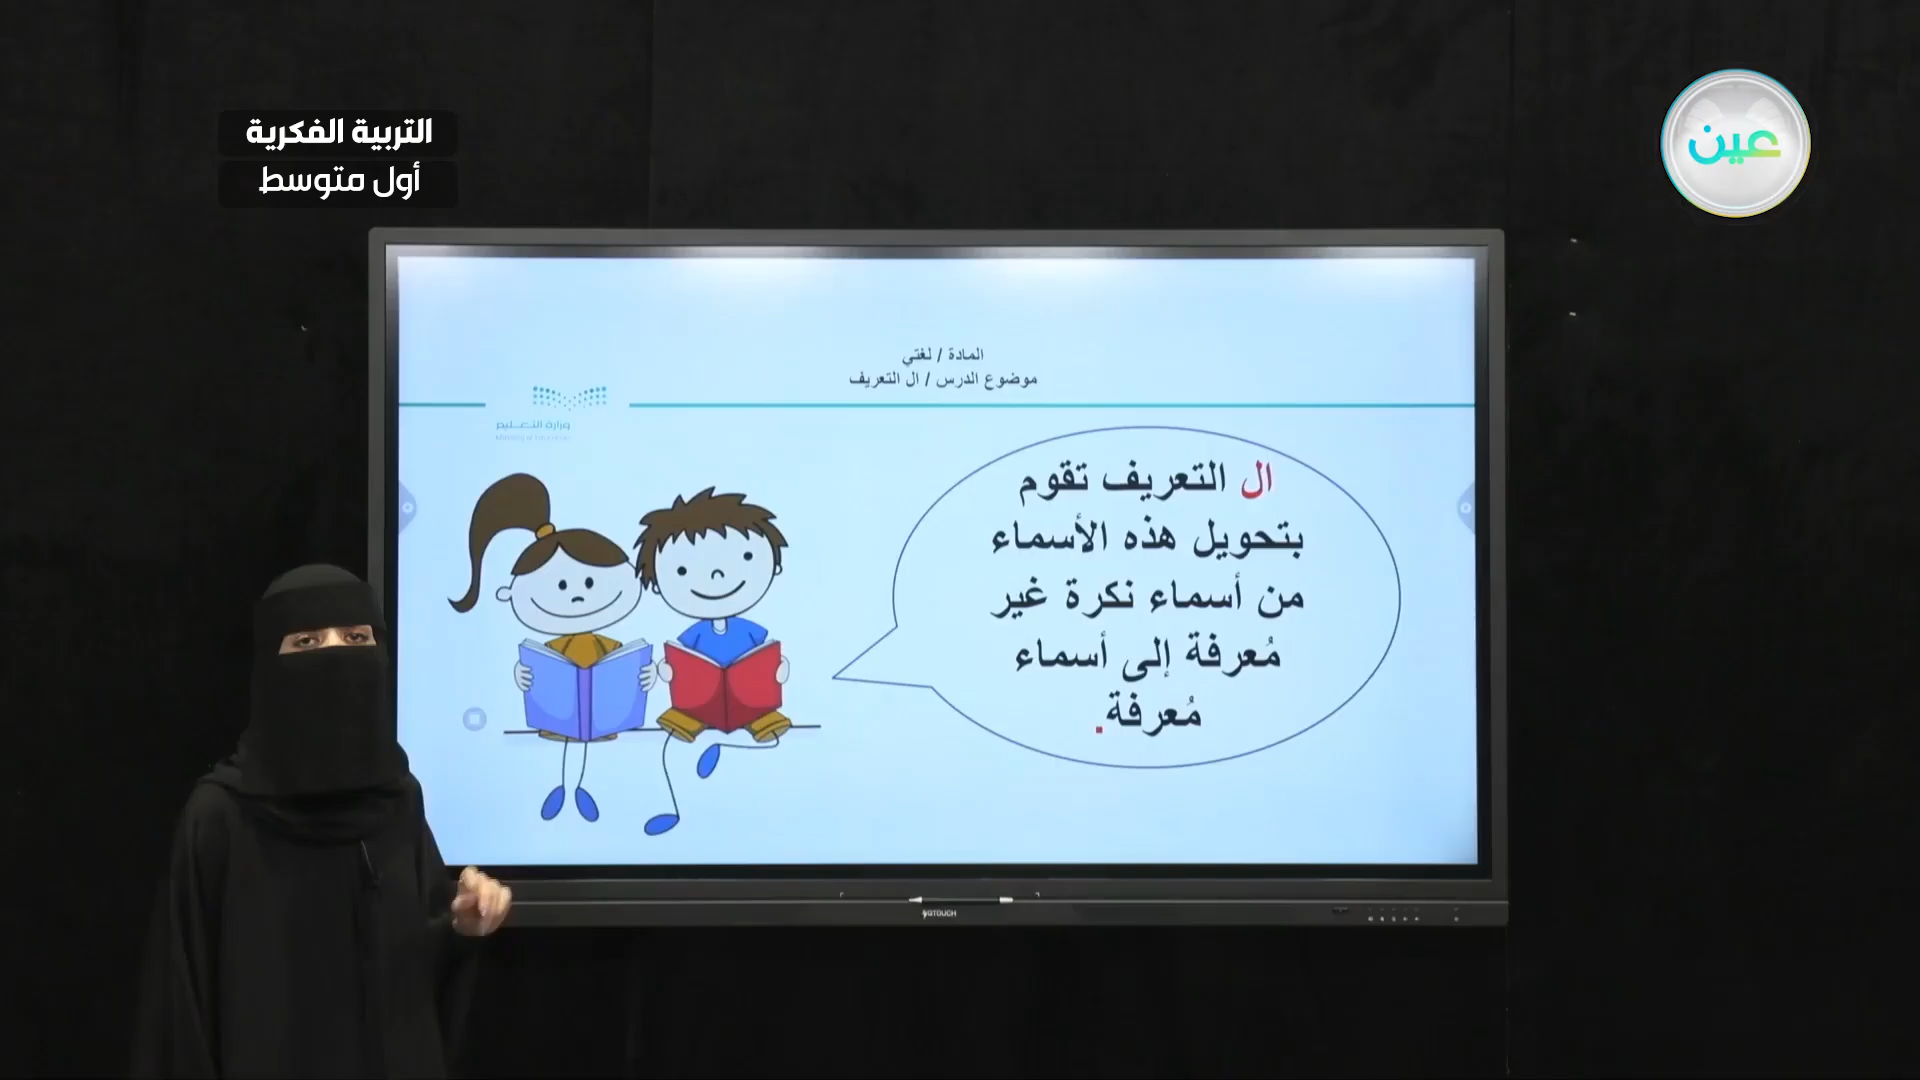 التربية الفكرية
أول متوسط
عين
المادة / لغتي
موضوع الدرس / ال التعريف
وزارة التعليم
ال التعريف تقوم
بتحويل هذه الأسماء
من أسماء نكرة غير
مُعرفة إلى أسماء
مُعرفة.